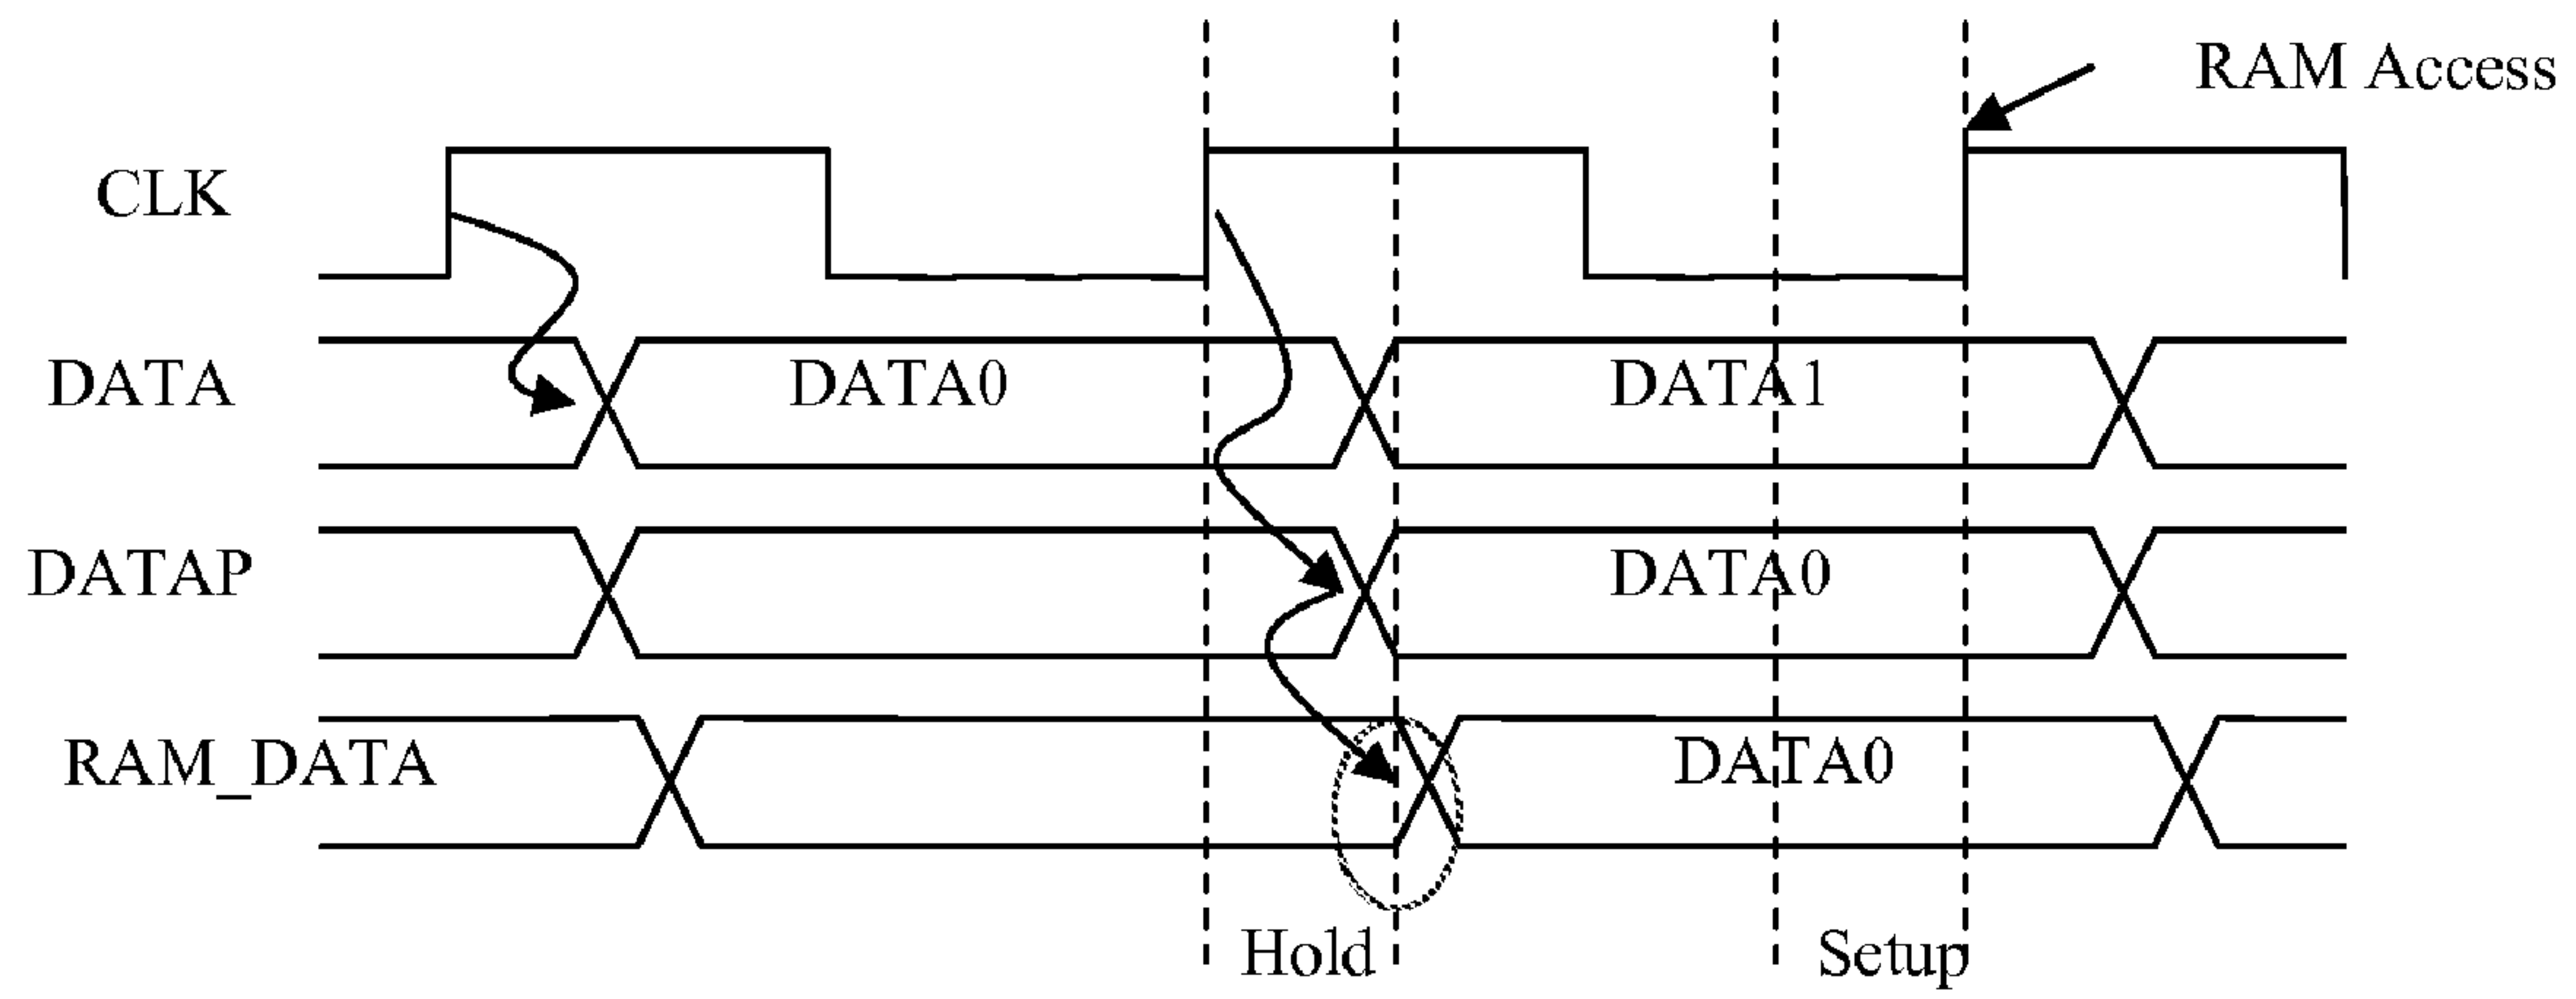 RAM Access
CLK
DATA DATA0 DATA1
DATAP DATA0
RAM_DATA DATA0
Hold Setup